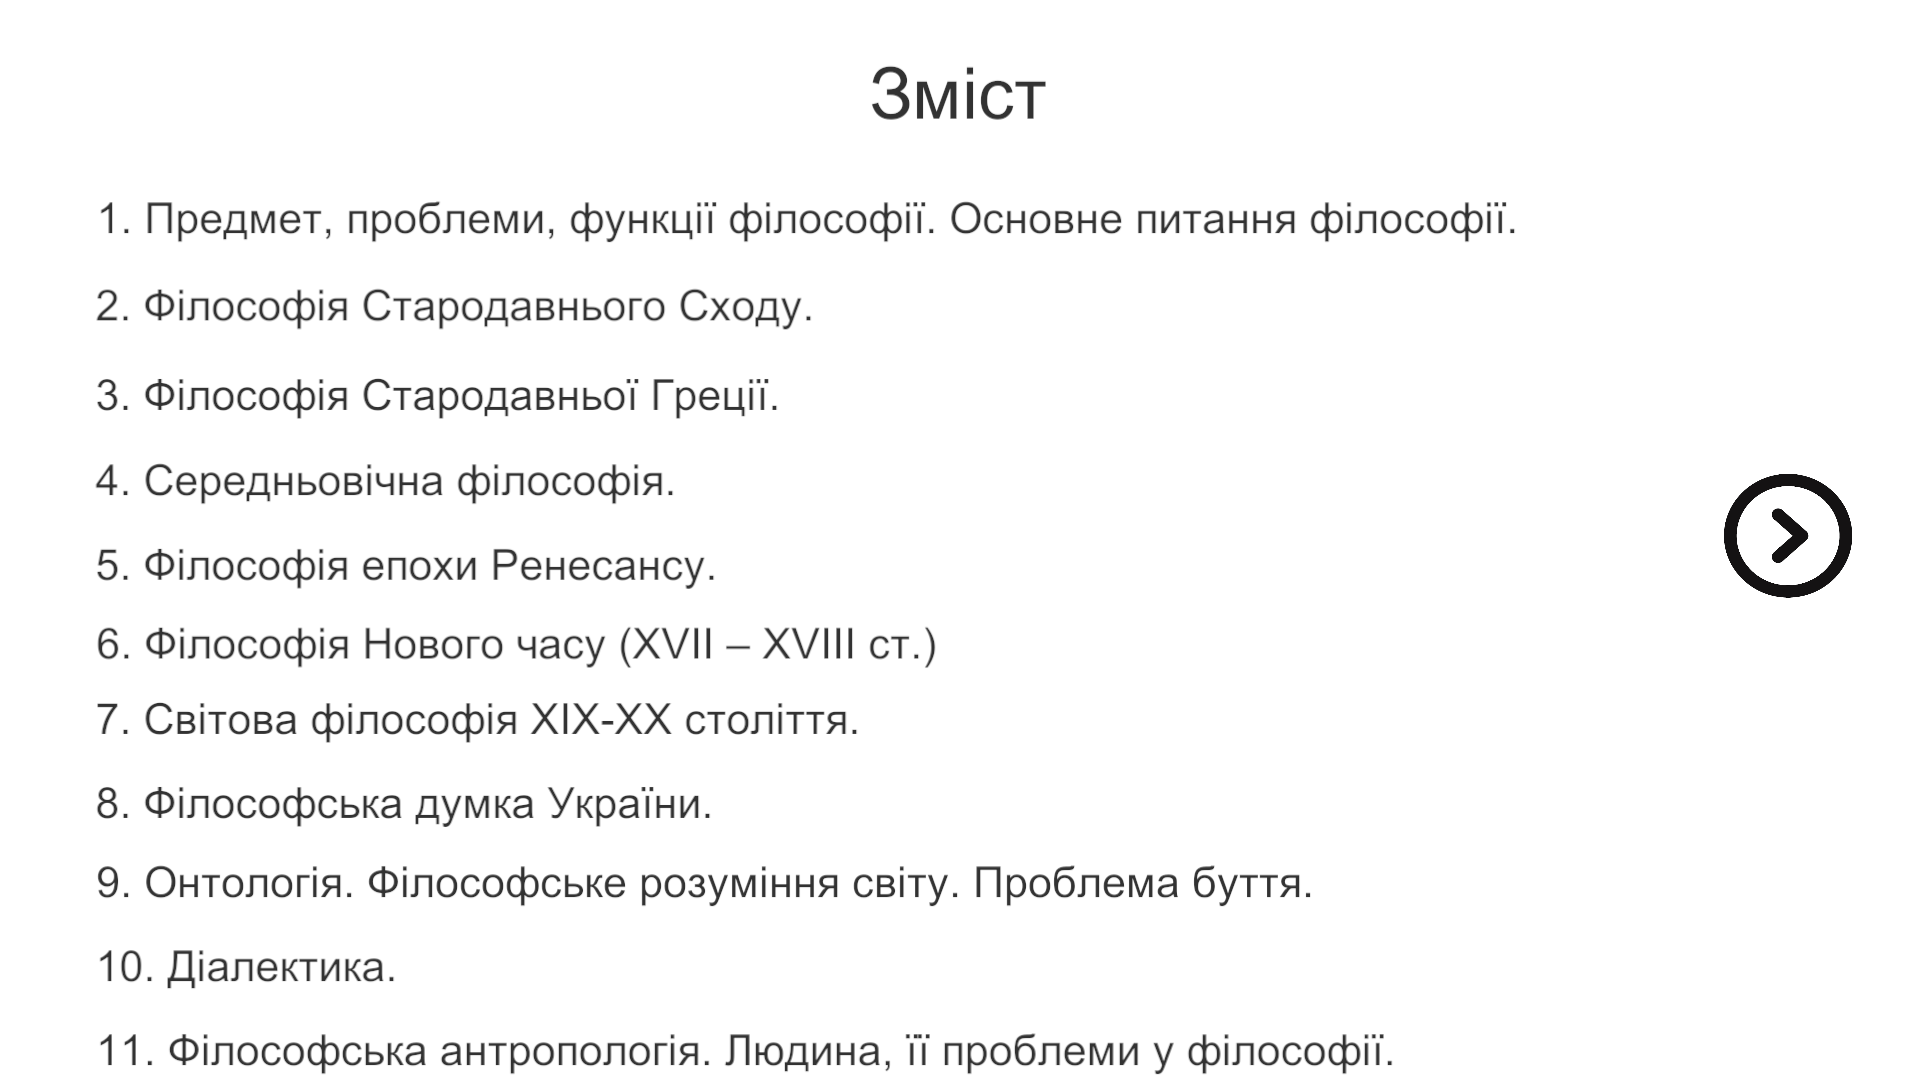 Зміст
1. Предмет, проблеми, функції філософії. Основне питання філософії.
2. Філософія Стародавнього Сходу.
3. Філософія Стародавньої Греції.
4. Середньовічна філософія.
5. Філософія епохи Ренесансу.
6. Філософія Нового часу (XVII – XVIII ст.)
7. Світова філософія XIX-XX століття.
8. Філософська думка України.
9. Онтологія. Філософське розуміння світу. Проблема буття.
10. Діалектика.
11. Філософська антропологія. Людина, її проблеми у філософії.